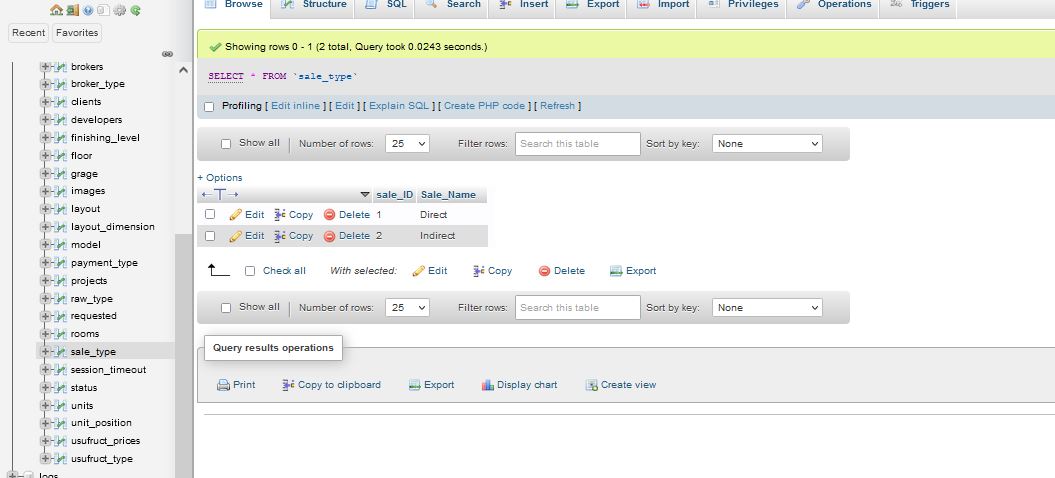 Recent Favorites
brokers
broker_type
clients
developers
finishing_level
floor
grage
images
layout
layout_dimension
model
payment_type
projects
raw_type
requested
rooms
sale_type
session_timeout
status
units
unit_position
usufruct_prices
usufruct_type
logs
Browse Structure SQL Search Insert Export Import Privileges Operations Triggers
Showing rows 0 - 1 (2 total, Query took 0.0243 seconds.)
SELECT * FROM `sale_type`
Profiling [ Edit inline ] [ Edit ] [ Explain SQL ] [ Create PHP code ] [ Refresh ]
Show all Number of rows: 25 Filter rows: Search this table Sort by key: None
+ Options
sale_ID Sale_Name
Edit Copy Delete 1 Direct
Edit Copy Delete 2 Indirect
Check all With selected: Edit Copy Delete Export
Show all Number of rows: 25 Filter rows: Search this table Sort by key: None
Query results operations
Print Copy to clipboard Export Display chart Create view